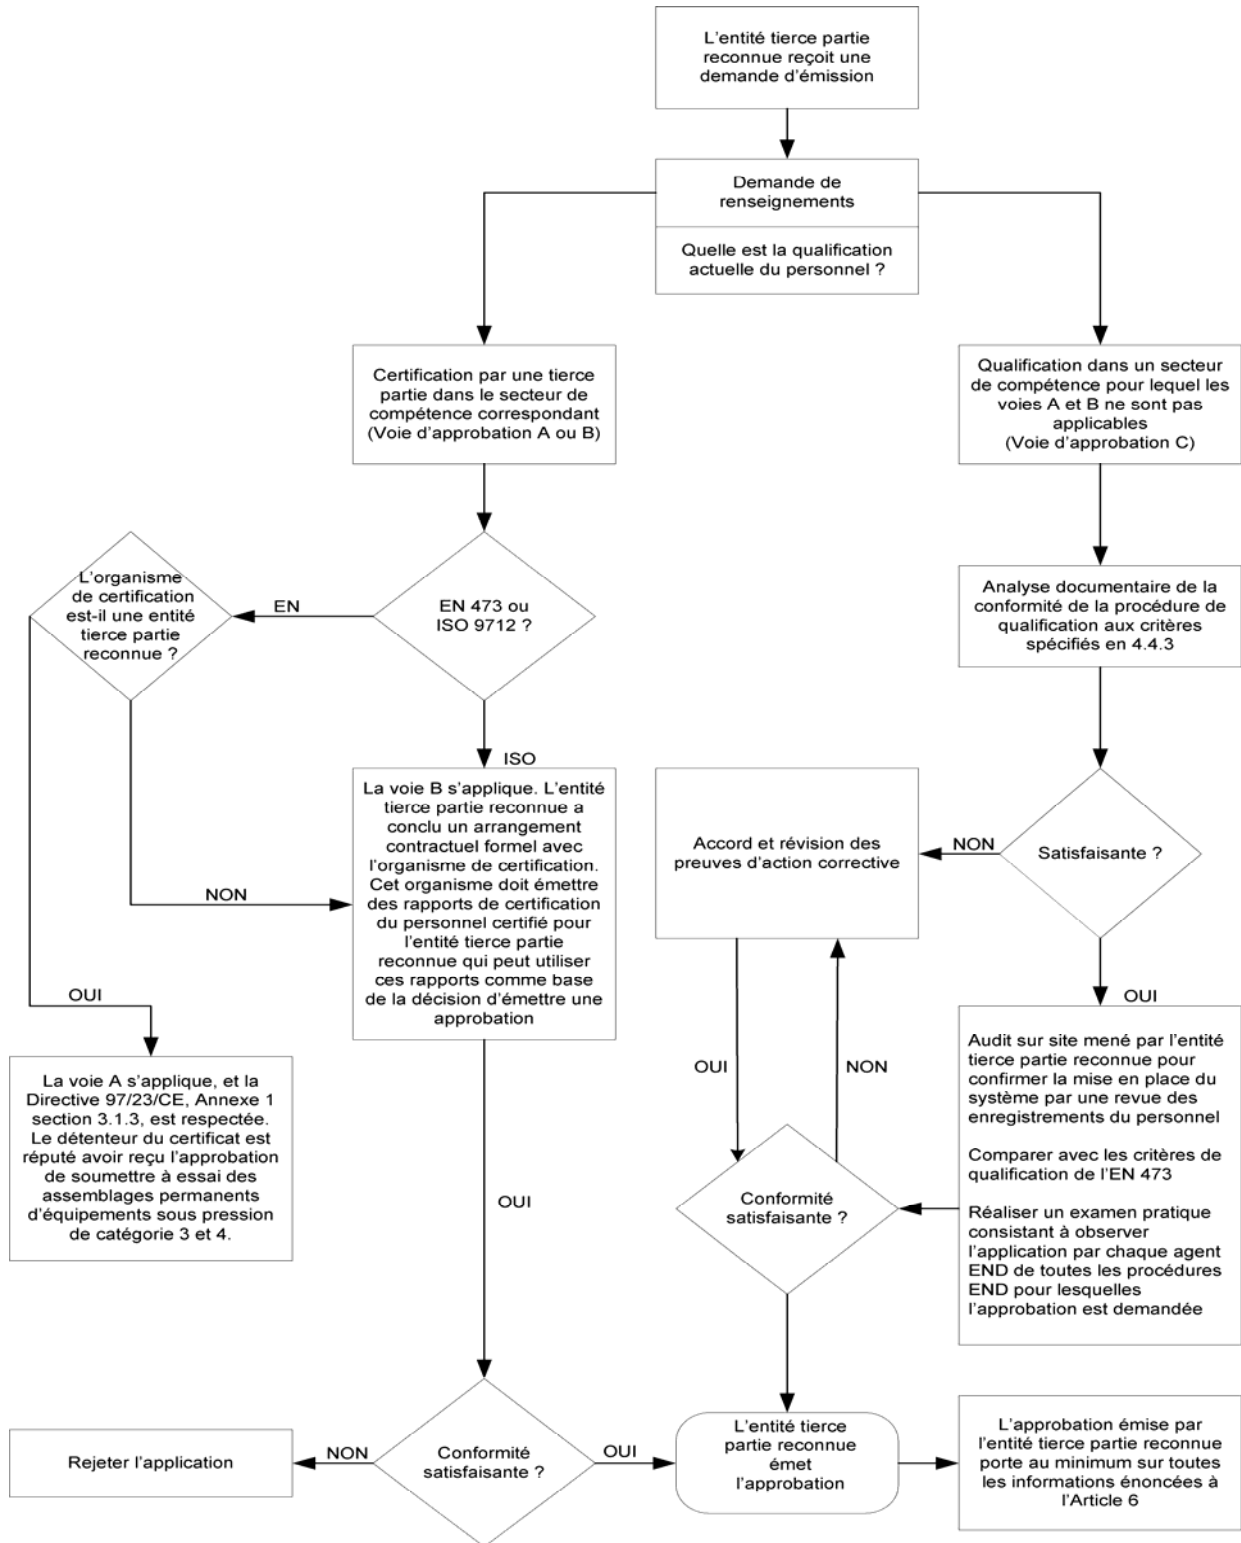 L'entité tierce partie
reconnue reçoit une
demande d'émission
Demande de
renseignements
Quelle est la qualification
actuelle du personnel ?
Certification par une tierce
partie dans le secteur de
compétence correspondant
(Voie d'approbation A ou B)
Qualification dans un secteur
de compétence pour lequel les
voies A et B ne sont pas
applicables
(Voie d'approbation C)
L'organisme
de certification
est-il une entité
tierce partie
reconnue ?
EN
EN 473 ou
ISO 9712 ?
Analyse documentaire de la
conformité de la procédure de
qualification aux critères
spécifiés en 4.4.3
ISO
La voie B s'applique. L'entité
tierce partie reconnue a
conclu un arrangement
contractuel formel avec
l'organisme de certification.
Cet organisme doit émettre
des rapports de certification
du personnel certifié pour
l'entité tierce partie
reconnue qui peut utiliser
ces rapports comme base
de la décision d'émettre une
approbation
NON
OUI
Accord et révision des
preuves d'action corrective
NON
Satisfaisante ?
OUI
La voie A s'applique, et la
Directive 97/23/CE, Annexe 1
section 3.1.3, est respectée.
Le détenteur du certificat est
réputé avoir reçu l'approbation
de soumettre à essai des
assemblages permanents
d'équipements sous pression
de catégorie 3 et 4.
OUI
OUI
NON
Audit sur site mené par l'entité
tierce partie reconnue pour
confirmer la mise en place du
système par une revue des
enregistrements du personnel
Comparer avec les critères de
qualification de l'EN 473
Réaliser un examen pratique
consistant à observer
l'application par chaque agent
END de toutes les procédures
END pour lesquelles
l'approbation est demandée
Conformité
satisfaisante ?
Rejeter l'application
NON
Conformité
satisfaisante ?
OUI
L'entité tierce
partie reconnue
émet
l'approbation
L'approbation émise par
l'entité tierce partie reconnue
porte au minimum sur toutes
les informations énoncées à
l'Article 6